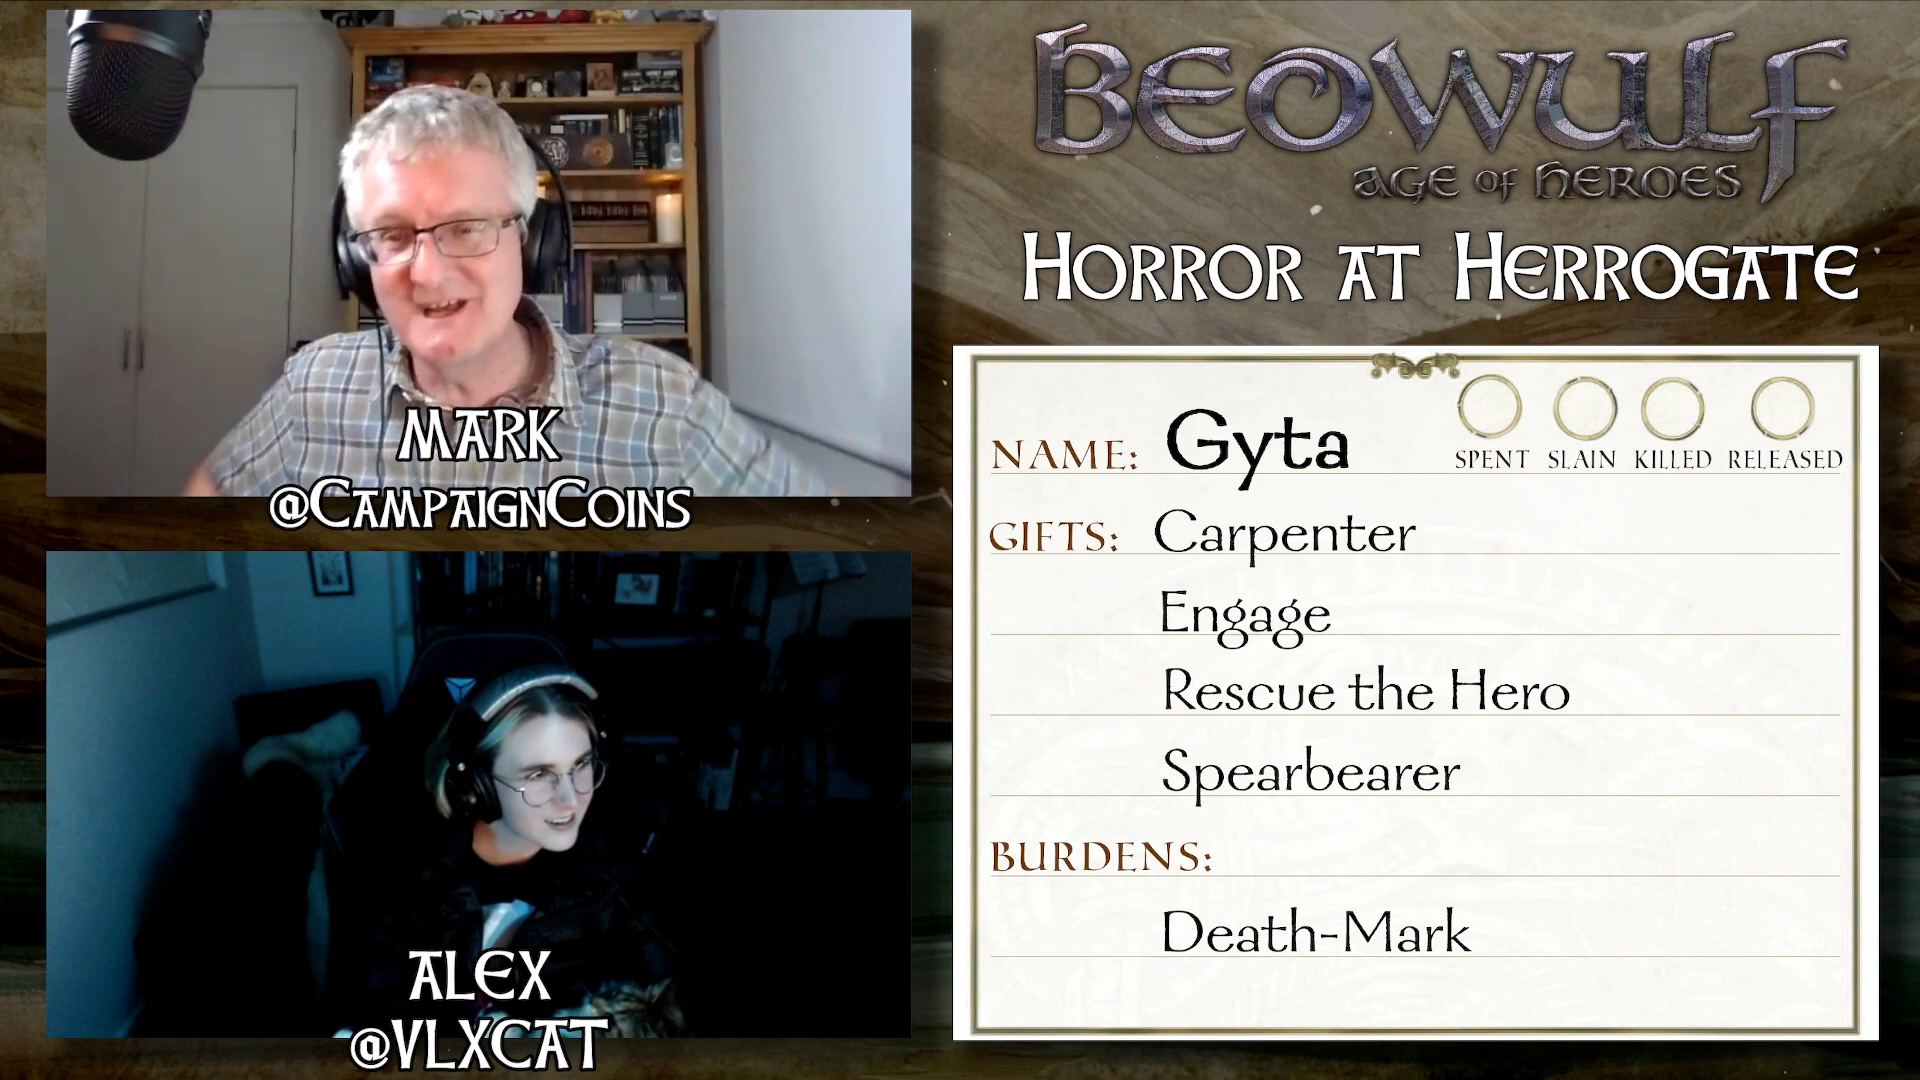 BEOWULF
AGE OF HEROES
HORROR AT HERROGATE
MARK
@CAMPAIGNCOINS
ALEX
@VLXCAT
NAME: Gyta
SPENT SLAIN KILLED RELEASED
GIFTS: Carpenter
Engage
Rescue the Hero
Spearbearer
BURDENS:
Death-Mark